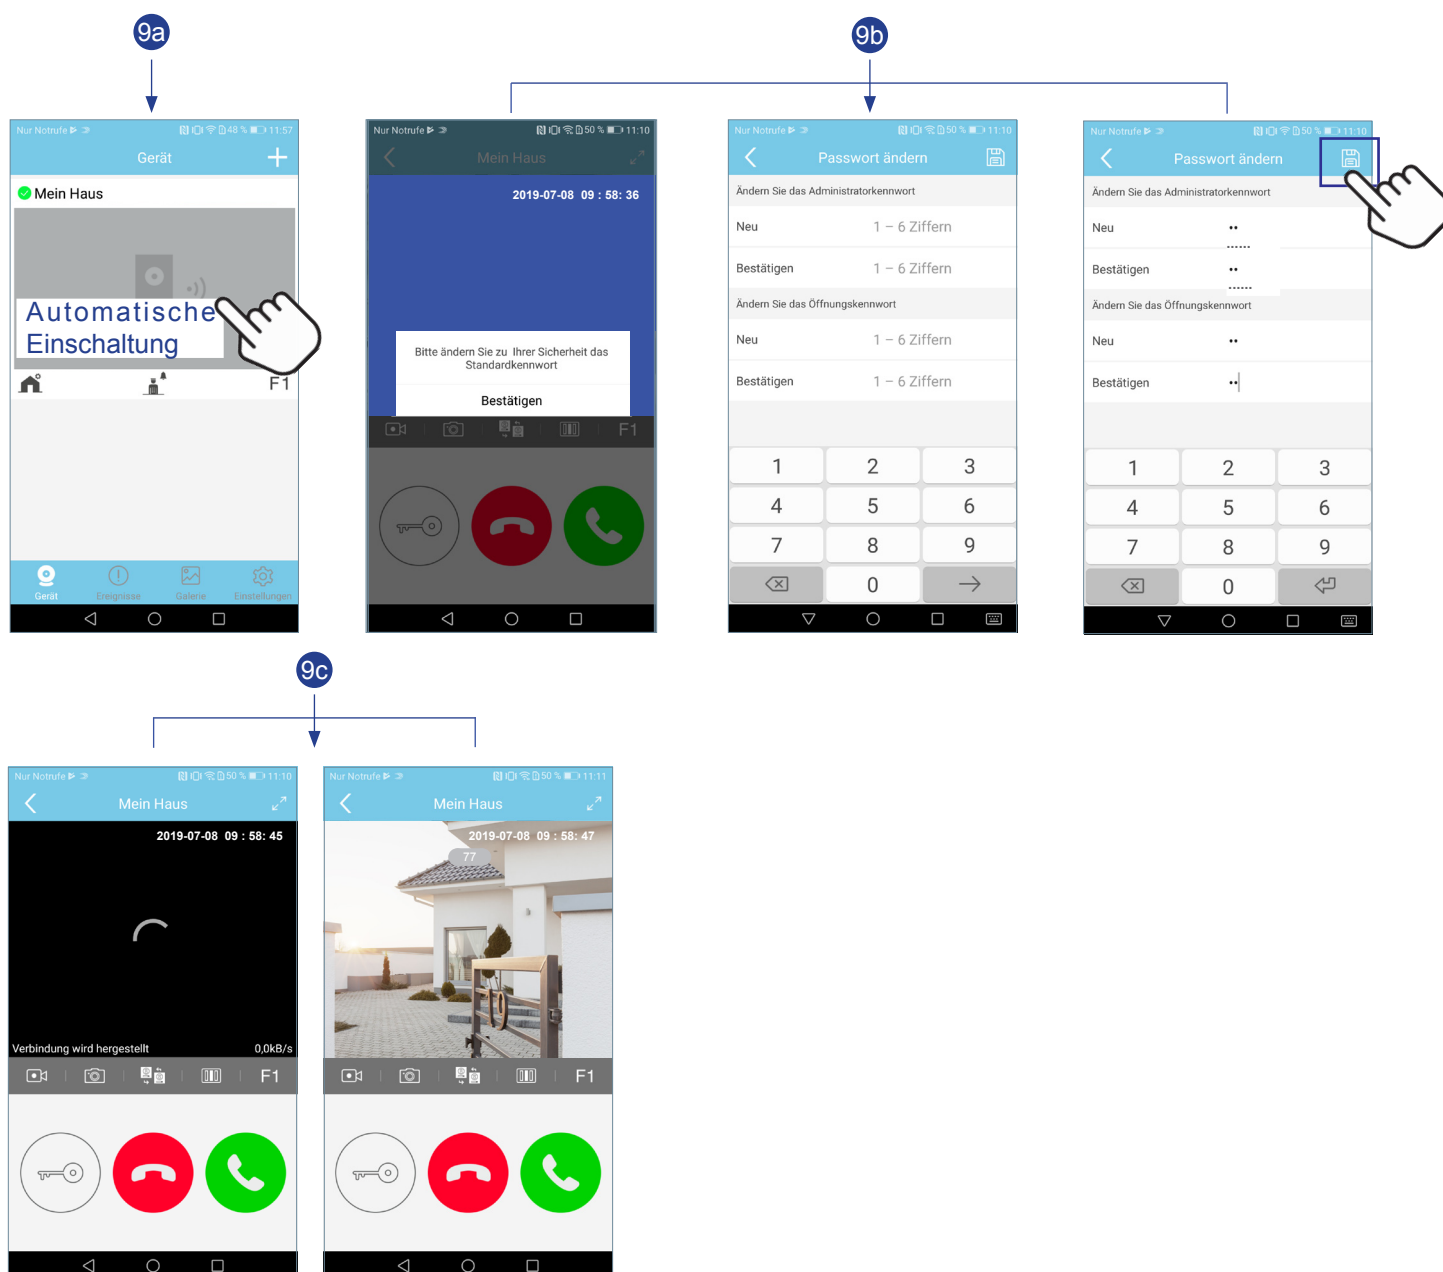 9a
9b
Nur Notrufe
48 %
11:57
Gerät
Mein Haus
Automatische
Einschaltung
F1
Gerät
Ereignisse
Galerie
Einstellungen
Nur Notrufe
50 %
11:10
Mein Haus
2019-07-08 09 : 58: 36
Bitte ändern Sie zu Ihrer Sicherheit das
Standardkennwort
Bestätigen
F1
Nur Notrufe
50 %
11:10
Passwort ändern
Ändern Sie das Administratorkennwort
Neu 1 – 6 Ziffern
Bestätigen 1 – 6 Ziffern
Ändern Sie das Öffnungskennwort
Neu 1 – 6 Ziffern
Bestätigen 1 – 6 Ziffern
1 2 3
4 5 6
7 8 9
0
Nur Notrufe
50 %
11:10
Passwort ändern
Ändern Sie das Administratorkennwort
Neu ••
......
Bestätigen ••
......
Ändern Sie das Öffnungskennwort
Neu ••
Bestätigen ••
1 2 3
4 5 6
7 8 9
0
9c
Nur Notrufe
50 %
11:10
Mein Haus
2019-07-08 09 : 58: 45
Verbindung wird hergestellt 0,0kB/s
F1
Nur Notrufe
50 %
11:11
Mein Haus
2019-07-08 09 : 58: 47
77
10
F1